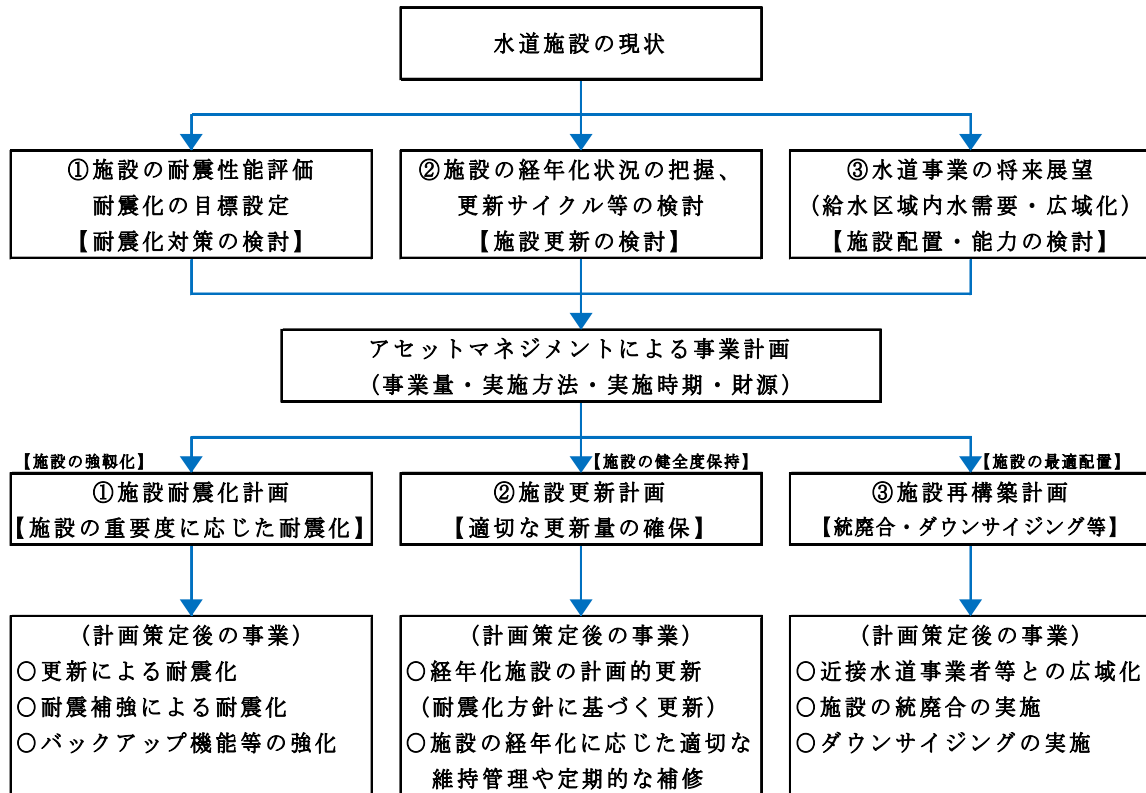 水道施設の現状
①施設の耐震性能評価
耐震化の目標設定
【耐震化対策の検討】
②施設の経年化状況の把握、
更新サイクル等の検討
【施設更新の検討】
③水道事業の将来展望
(給水区域内水需要・広域化)
【施設配置・能力の検討】
アセットマネジメントによる事業計画
(事業量・実施方法・実施時期・財源)
【施設の強靱化】
①施設耐震化計画
【施設の重要度に応じた耐震化】
【施設の健全度保持】
②施設更新計画
【適切な更新量の確保】
【施設の最適配置】
③施設再構築計画
【統廃合・ダウンサイジング等】
(計画策定後の事業)
○更新による耐震化
○耐震補強による耐震化
○バックアップ機能等の強化
(計画策定後の事業)
○経年化施設の計画的更新
(耐震化方針に基づく更新)
○施設の経年化に応じた適切な
維持管理や定期的な補修
(計画策定後の事業)
○近接水道事業者等との広域化
○施設の統廃合の実施
○ダウンサイジングの実施